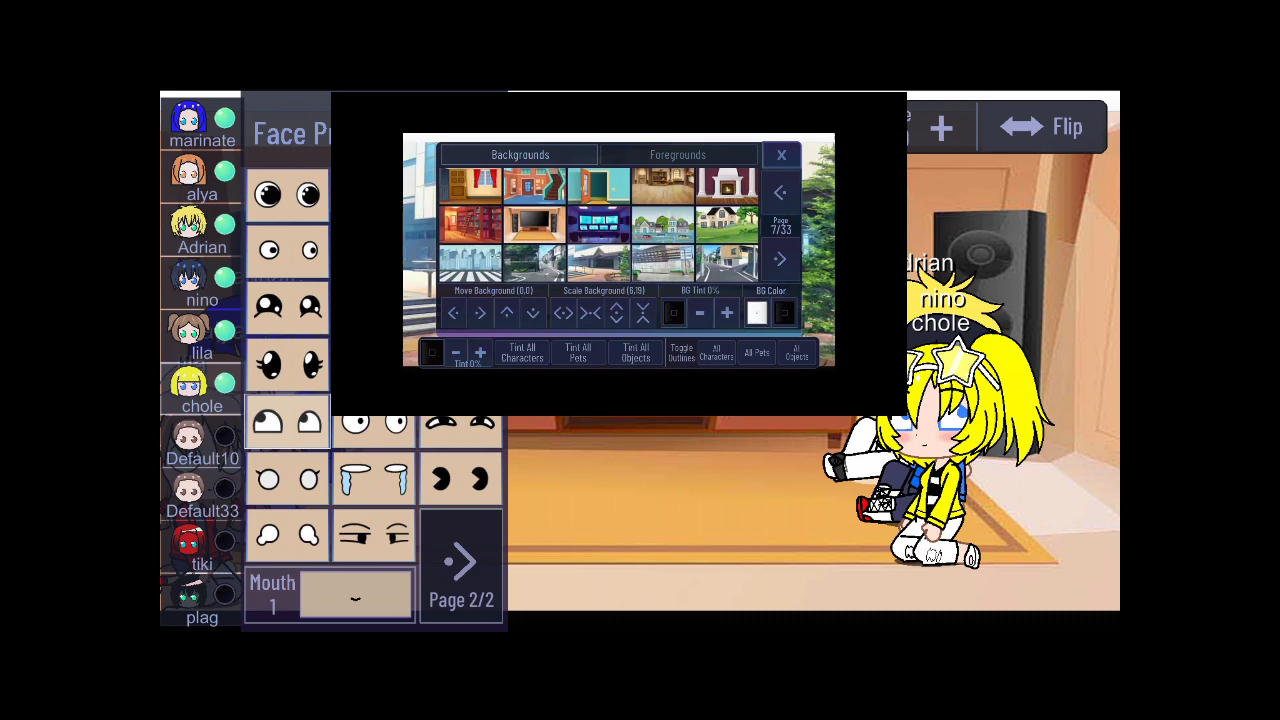 marinate
alya
Adrian
nino
lila
chole
Default10
Default33
tiki
plag
Face Pr
Mouth
1
Page 2/2
Backgrounds
Foregrounds
X
Page
7/33
Move Background (0,0)
Scale Background (6,19)
BG Tint 0%
BG Color
Tint 0%
Tint All
Characters
Tint All
Pets
Tint All
Objects
Toggle
Outlines
All
Characters
All Pets
All
Objects
Flip
drian
nino
chole